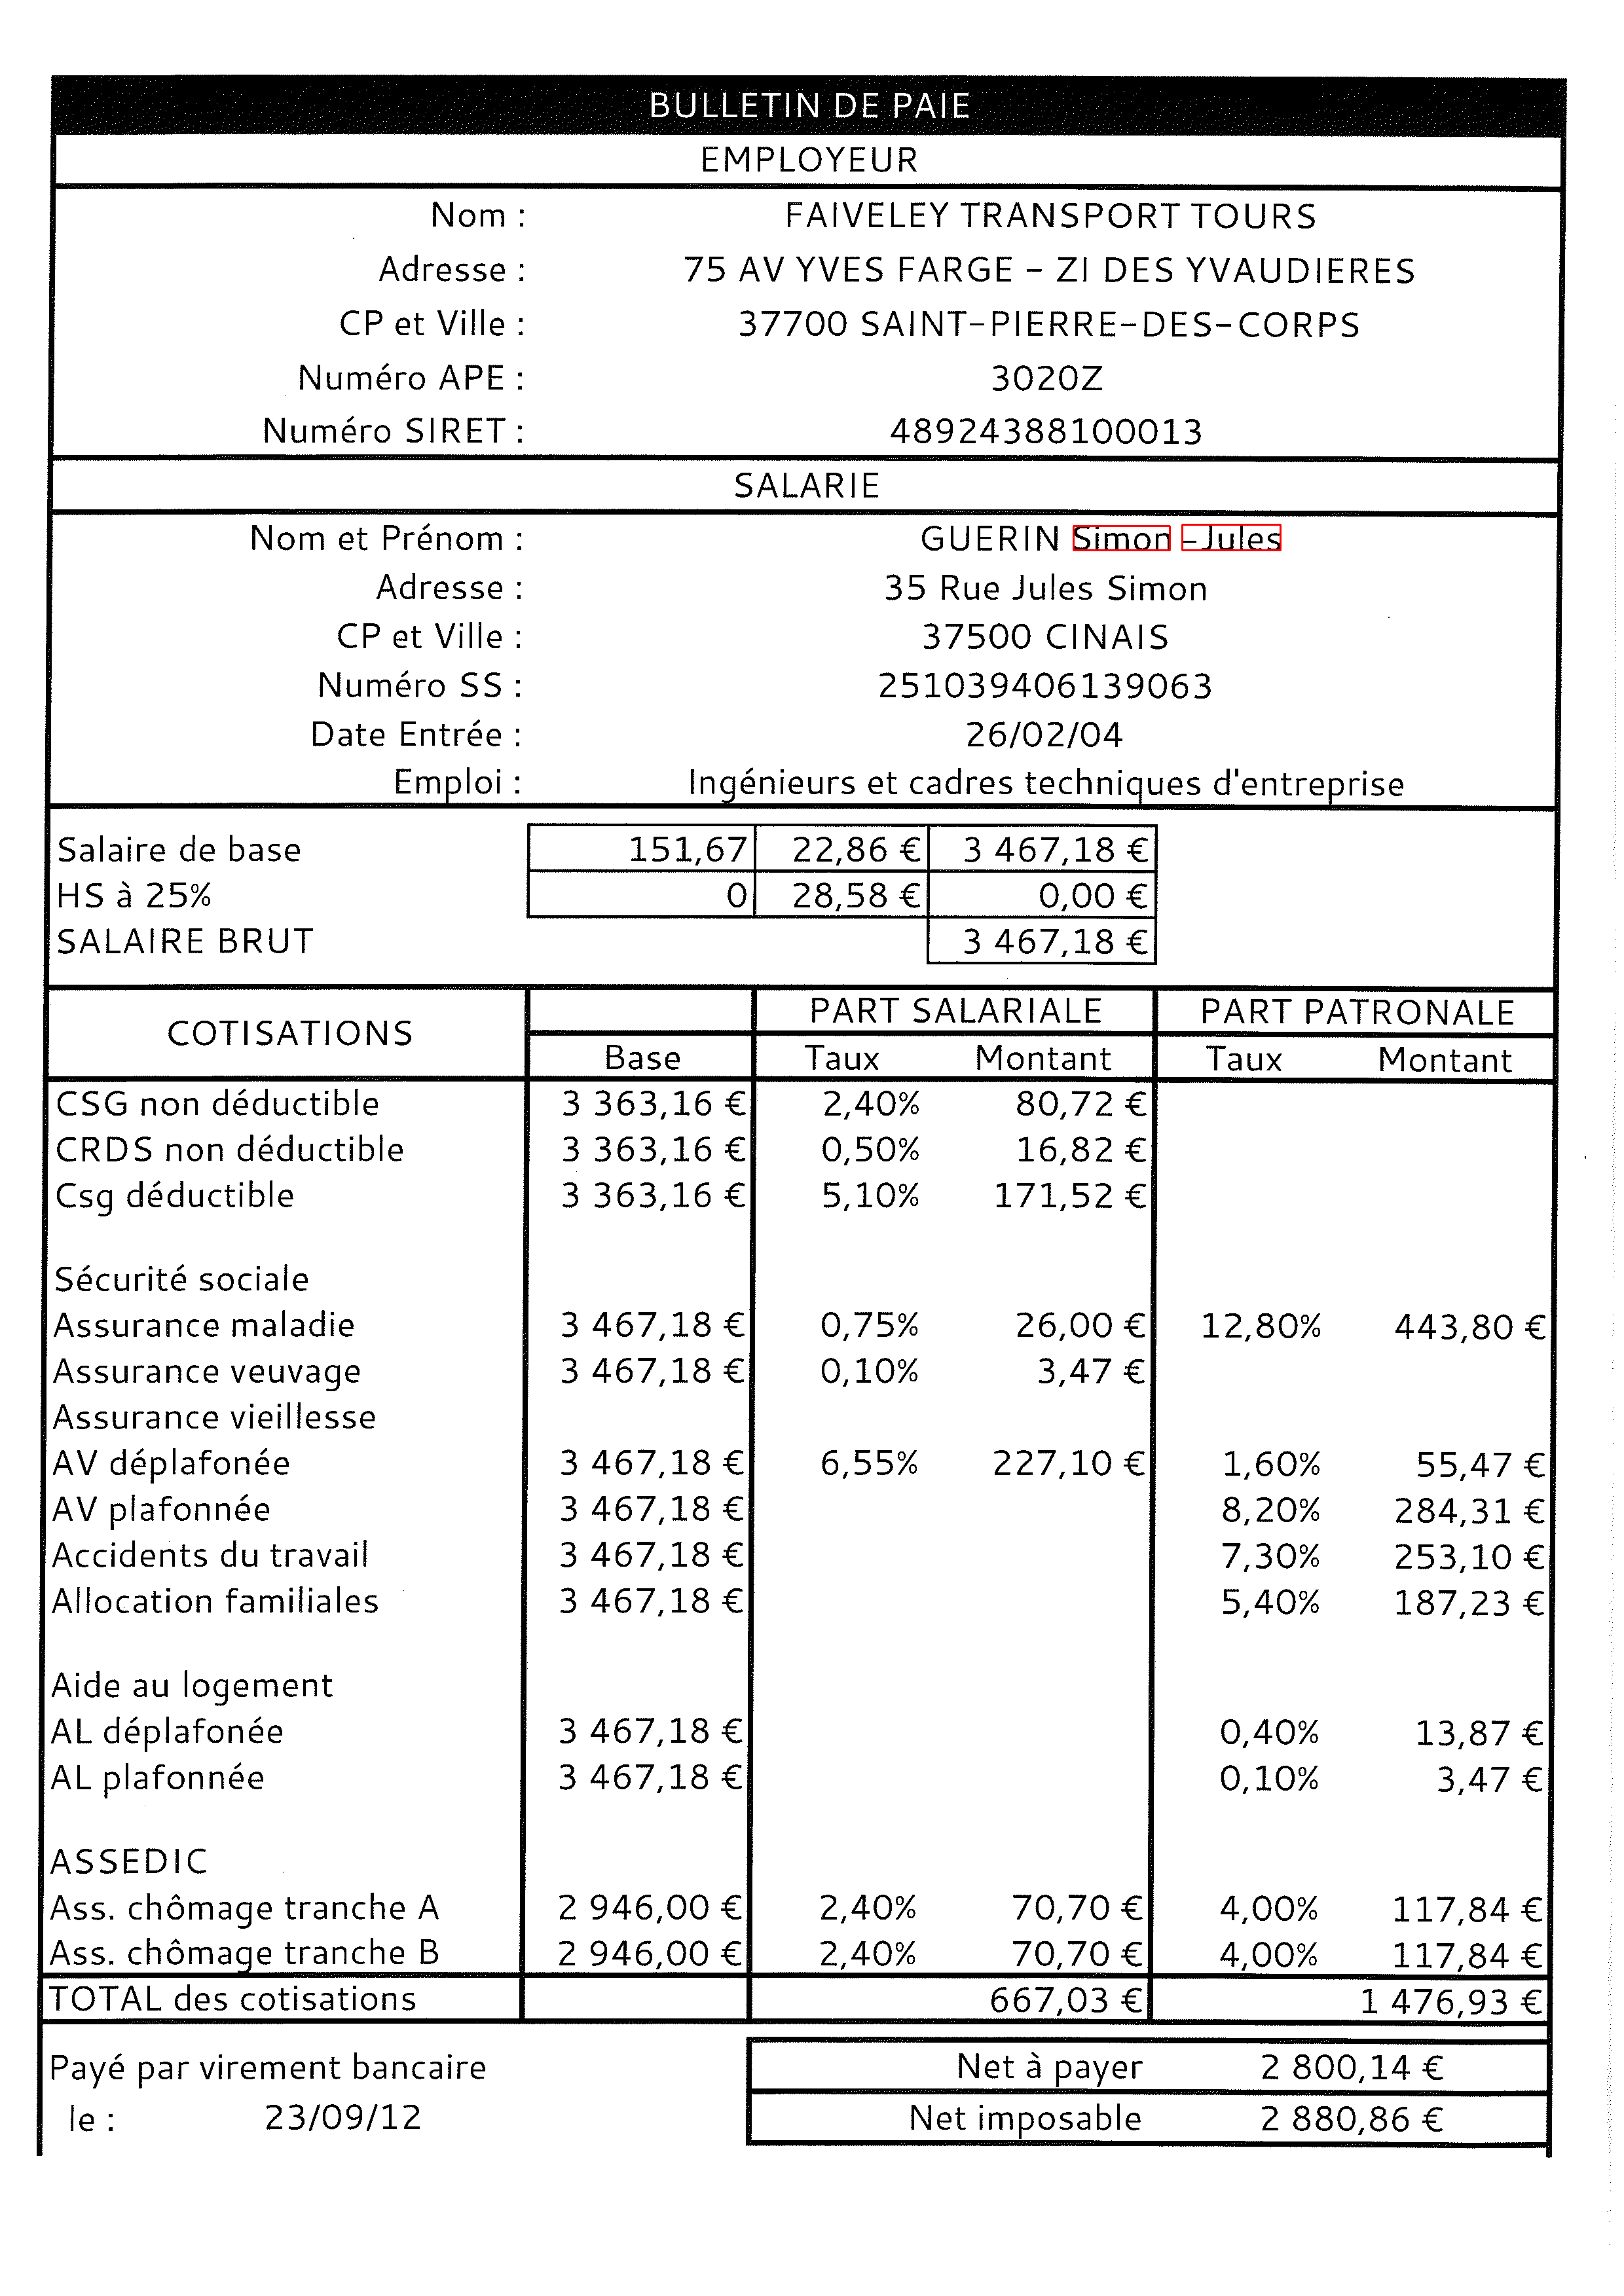 BULLETIN DE PAIE
EMPLOYEUR
Nom : FAIVELEY TRANSPORT TOURS
Adresse : 75 AV YVES FARGE - ZI DES YVAUDIERES
CP et Ville : 37700 SAINT-PIERRE-DES-CORPS
Numéro APE : 3020Z
Numéro SIRET : 48924388100013
SALARIE
Nom et Prénom : GUERIN Simon -Jules
Adresse : 35 Rue Jules Simon
CP et Ville : 37500 CINAIS
Numéro SS : 251039406139063
Date Entrée : 26/02/04
Emploi : Ingénieurs et cadres techniques d'entreprise
Salaire de base 151,67 22,86 € 3 467,18 €
HS à 25% 0 28,58 € 0,00 €
SALAIRE BRUT 3 467,18 €
COTISATIONS PART SALARIALE PART PATRONALE
Base Taux Montant Taux Montant
CSG non déductible 3 363,16 € 2,40% 80,72 €
CRDS non déductible 3 363,16 € 0,50% 16,82 €
Csg déductible 3 363,16 € 5,10% 171,52 €
Sécurité sociale
Assurance maladie 3 467,18 € 0,75% 26,00 € 12,80% 443,80 €
Assurance veuvage 3 467,18 € 0,10% 3,47 €
Assurance vieillesse
AV déplafonée 3 467,18 € 6,55% 227,10 € 1,60% 55,47 €
AV plafonnée 3 467,18 € 8,20% 284,31 €
Accidents du travail 3 467,18 € 7,30% 253,10 €
Allocation familiales 3 467,18 € 5,40% 187,23 €
Aide au logement
AL déplafonée 3 467,18 € 0,40% 13,87 €
AL plafonnée 3 467,18 € 0,10% 3,47 €
ASSEDIC
Ass. chômage tranche A 2 946,00 € 2,40% 70,70 € 4,00% 117,84 €
Ass. chômage tranche B 2 946,00 € 2,40% 70,70 € 4,00% 117,84 €
TOTAL des cotisations 667,03 € 1 476,93 €
Payé par virement bancaire Net à payer 2 800,14 €
le : 23/09/12 Net imposable 2 880,86 €